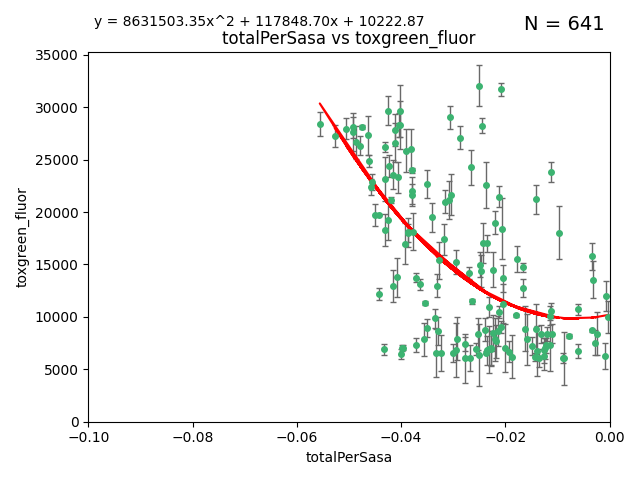 y = 8631503.35x^2 + 117848.70x + 10222.87
N = 641
totalPerSasa vs toxgreen_fluor
35000
30000
25000
20000
15000
10000
5000
0
toxgreen_fluor
−0.10 −0.08 −0.06 −0.04 −0.02 0.00
totalPerSasa